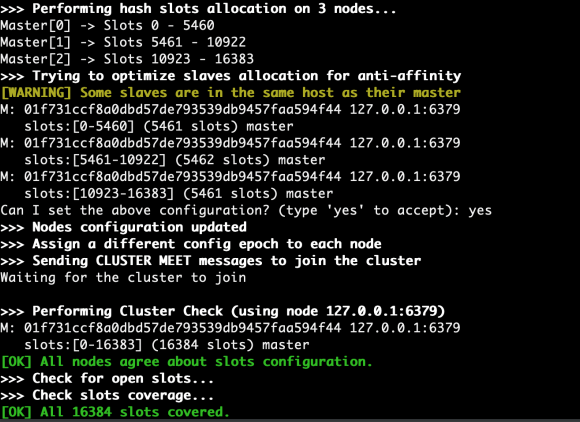 >>> Performing hash slots allocation on 3 nodes...
Master[0] -> Slots 0 - 5460
Master[1] -> Slots 5461 - 10922
Master[2] -> Slots 10923 - 16383
>>> Trying to optimize slaves allocation for anti-affinity
[WARNING] Some slaves are in the same host as their master
M: 01f731ccf8a0dbd57de793539db9457faa594f44 127.0.0.1:6379
   slots:[0-5460] (5461 slots) master
M: 01f731ccf8a0dbd57de793539db9457faa594f44 127.0.0.1:6379
   slots:[5461-10922] (5462 slots) master
M: 01f731ccf8a0dbd57de793539db9457faa594f44 127.0.0.1:6379
   slots:[10923-16383] (5461 slots) master
Can I set the above configuration? (type 'yes' to accept): yes
>>> Nodes configuration updated
>>> Assign a different config epoch to each node
>>> Sending CLUSTER MEET messages to join the cluster
Waiting for the cluster to join
>>> Performing Cluster Check (using node 127.0.0.1:6379)
M: 01f731ccf8a0dbd57de793539db9457faa594f44 127.0.0.1:6379
   slots:[0-16383] (16384 slots) master
[OK] All nodes agree about slots configuration.
>>> Check for open slots...
>>> Check slots coverage...
[OK] All 16384 slots covered.